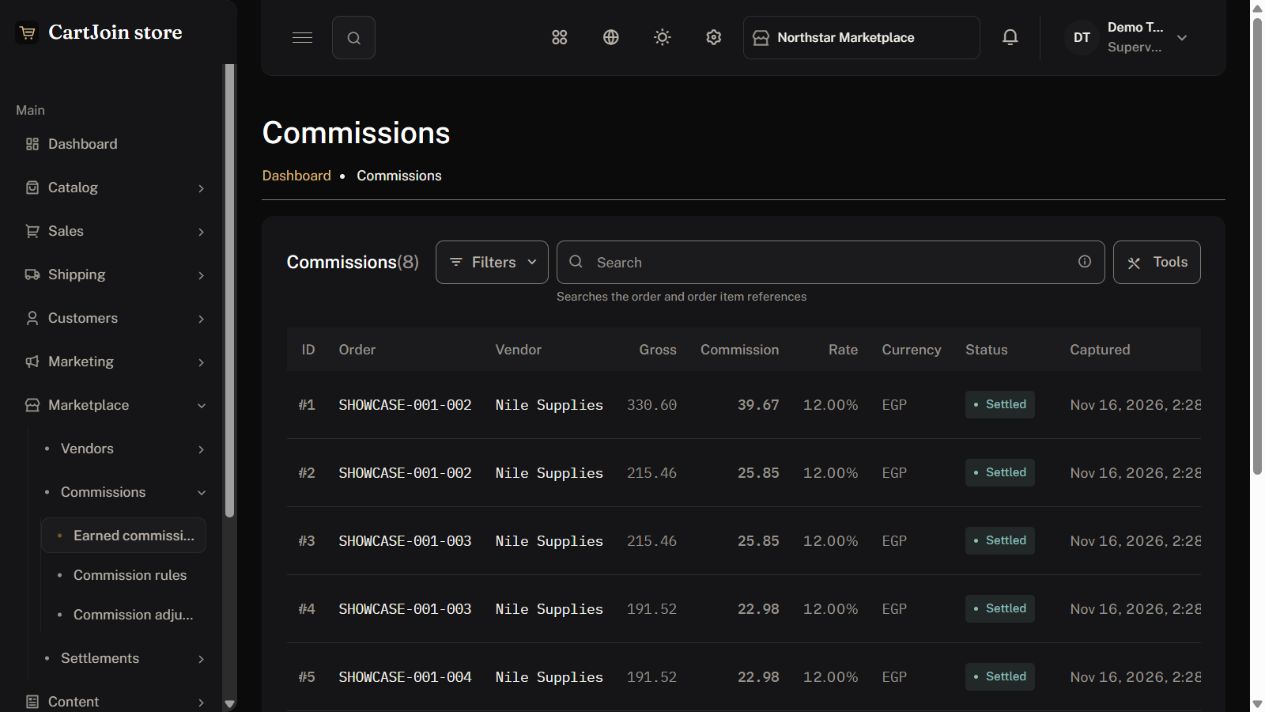 CartJoin store
Northstar Marketplace
DT
Demo T...
Superv...
Main
Dashboard
Catalog
Sales
Shipping
Customers
Marketing
Marketplace
Vendors
Commissions
Earned commissi...
Commission rules
Commission adju...
Settlements
Content
Commissions
Dashboard • Commissions
Commissions(8)
Filters
Search
Tools
Searches the order and order item references
ID Order Vendor Gross Commission Rate Currency Status Captured
#1 SHOWCASE-001-002 Nile Supplies 330.60 39.67 12.00% EGP • Settled Nov 16, 2026, 2:28
#2 SHOWCASE-001-002 Nile Supplies 215.46 25.85 12.00% EGP • Settled Nov 16, 2026, 2:28
#3 SHOWCASE-001-003 Nile Supplies 215.46 25.85 12.00% EGP • Settled Nov 16, 2026, 2:28
#4 SHOWCASE-001-003 Nile Supplies 191.52 22.98 12.00% EGP • Settled Nov 16, 2026, 2:28
#5 SHOWCASE-001-004 Nile Supplies 191.52 22.98 12.00% EGP • Settled Nov 16, 2026, 2:28